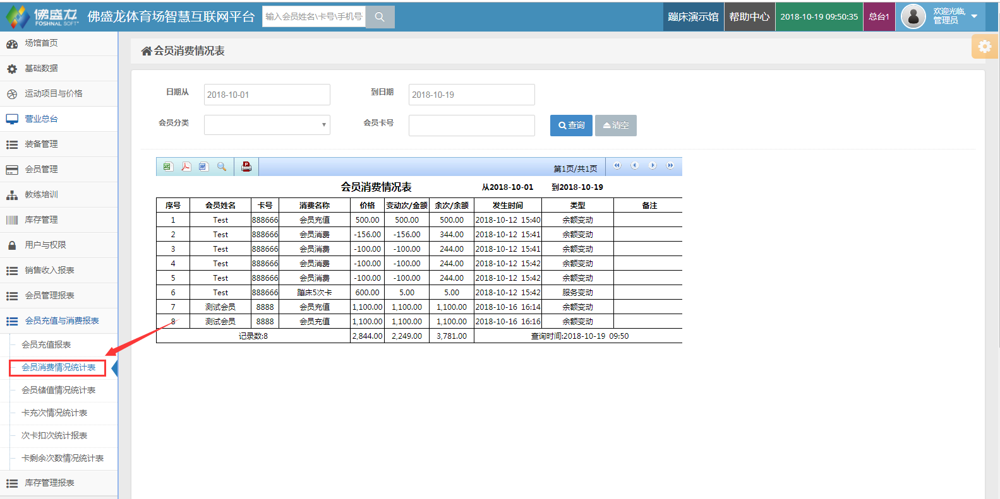 佛盛龙
FOSHNAL SOFT
佛盛龙体育场智慧互联网平台
输入会员姓名\卡号\手机号
蹦床演示馆
帮助中心
2018-10-19 09:50:35
总台1
欢迎光临,
管理员
场馆首页
基础数据
运动项目与价格
营业总台
装备管理
会员管理
教练培训
库存管理
用户与权限
销售收入报表
会员管理报表
会员充值与消费报表
会员充值报表
会员消费情况统计表
会员储值情况统计表
卡充次情况统计表
次卡扣次统计报表
卡剩余次数情况统计表
库存管理报表
会员消费情况表
日期从 2018-10-01 到日期 2018-10-19
会员分类 会员卡号 查询 清空
第1页/共1页
会员消费情况表 从2018-10-01 到2018-10-19
序号 会员姓名 卡号 消费名称 价格 变动次/金额 余次/余额 发生时间 类型 备注
1 Test 888666 会员充值 500.00 500.00 500.00 2018-10-12 15:40 余额变动
2 Test 888666 会员消费 -156.00 -156.00 344.00 2018-10-12 15:41 余额变动
3 Test 888666 会员消费 -100.00 -100.00 244.00 2018-10-12 15:41 余额变动
4 Test 888666 会员消费 -100.00 -100.00 244.00 2018-10-12 15:42 余额变动
5 Test 888666 会员消费 -100.00 -100.00 244.00 2018-10-12 15:42 余额变动
6 Test 888666 蹦床5次卡 600.00 5.00 5.00 2018-10-12 15:42 服务变动
7 测试会员 8888 会员充值 1,100.00 1,100.00 1,100.00 2018-10-16 16:14 余额变动
8 测试会员 8888 会员充值 1,100.00 1,100.00 1,100.00 2018-10-16 16:16 余额变动
记录数:8 2,844.00 2,249.00 3,781.00 查询时间:2018-10-19 09:50